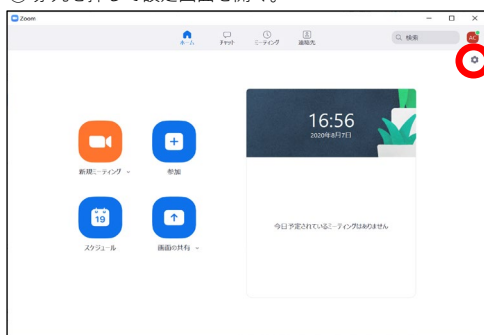 を押して設定画面を開く。
Zoom
ホーム
チャット
ミーティング
連絡先
検索
AC
16:56
2020年8月7日
新規ミーティング
参加
19
スケジュール
画面の共有
今日予定されているミーティングはありません